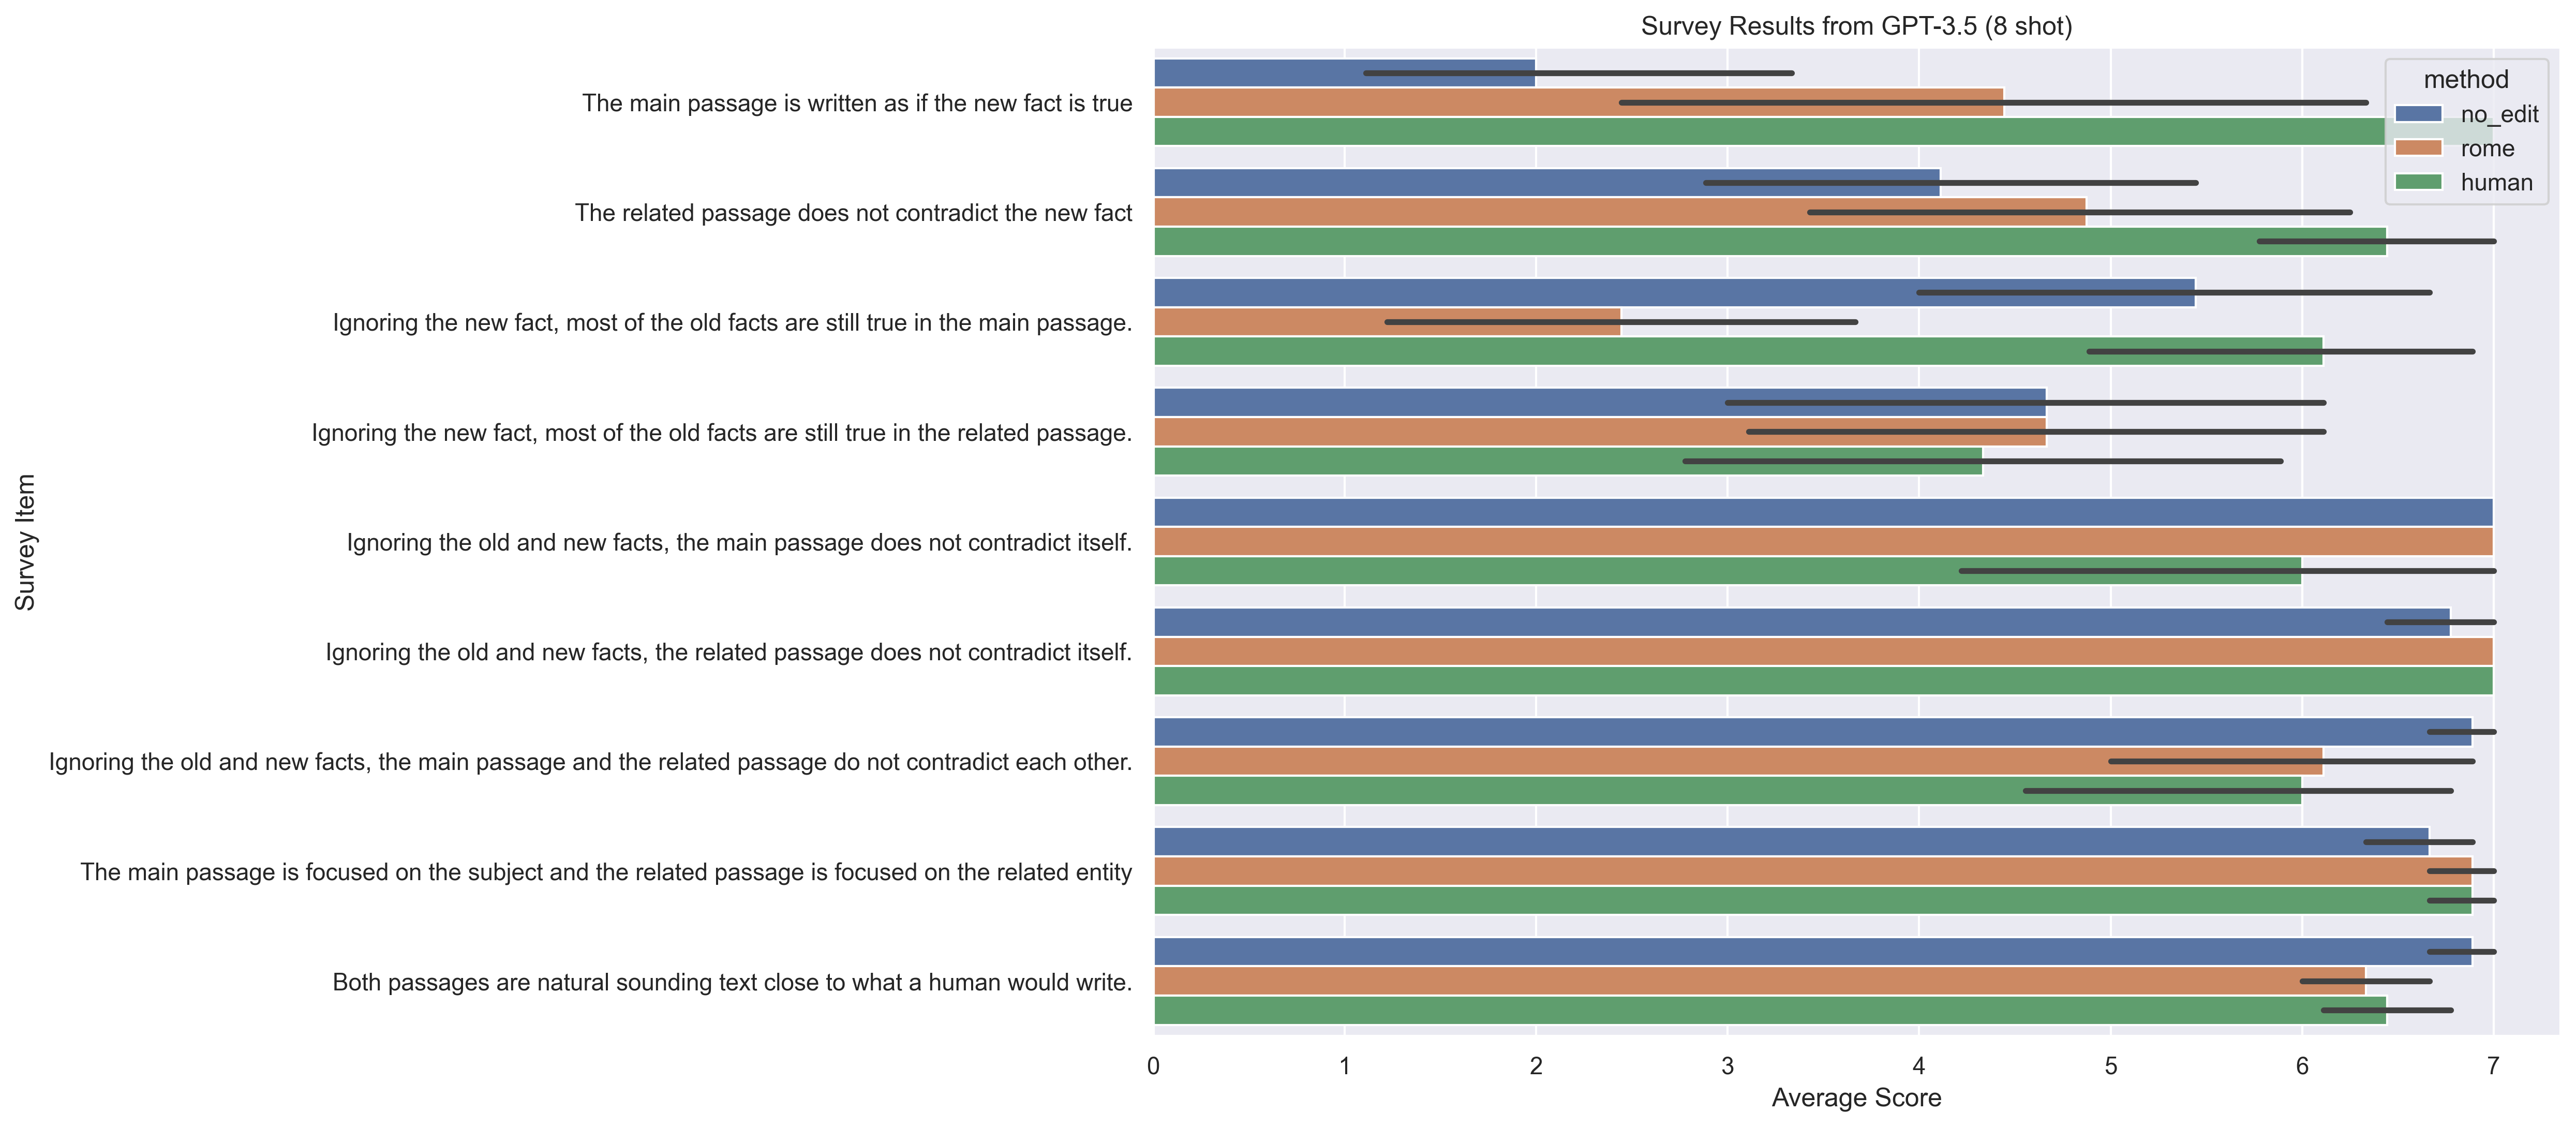 Survey Results from GPT-3.5 (8 shot)
method
no_edit
rome
human
Survey Item
The main passage is written as if the new fact is true
The related passage does not contradict the new fact
Ignoring the new fact, most of the old facts are still true in the main passage.
Ignoring the new fact, most of the old facts are still true in the related passage.
Ignoring the old and new facts, the main passage does not contradict itself.
Ignoring the old and new facts, the related passage does not contradict itself.
Ignoring the old and new facts, the main passage and the related passage do not contradict each other.
The main passage is focused on the subject and the related passage is focused on the related entity
Both passages are natural sounding text close to what a human would write.
0 1 2 3 4 5 6 7
Average Score